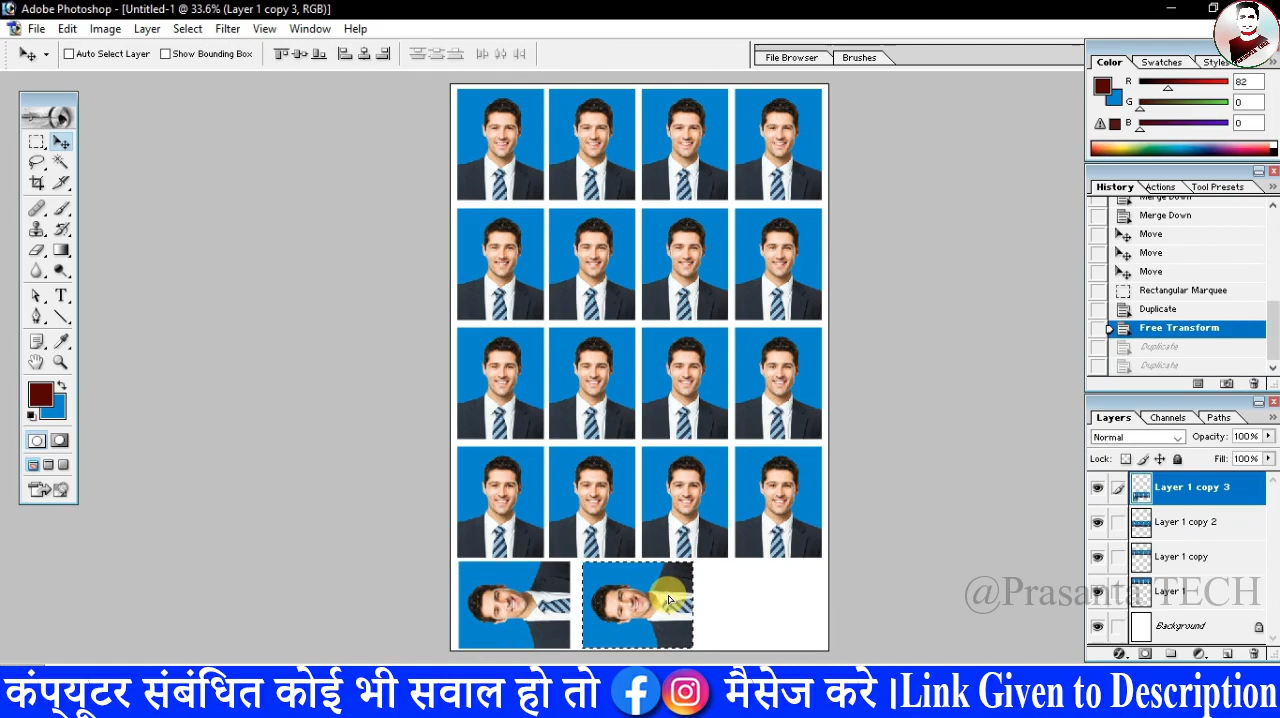 Adobe Photoshop - [Untitled-1 @ 33.6% (Layer 1 copy 3, RGB)]
File Edit Image Layer Select Filter View Window Help
Auto Select Layer Show Bounding Box
File Browser Brushes
Color Swatches Styles
R 82
G 0
B 0
History Actions Tool Presets
Merge Down
Merge Down
Move
Move
Move
Rectangular Marquee
Duplicate
Free Transform
Duplicate
Duplicate
Layers Channels Paths
Normal Opacity: 100%
Lock: Fill: 100%
Layer 1 copy 3
Layer 1 copy 2
Layer 1 copy
Layer 1
Background
@Prasanta TECH
कंप्यूटर संबंधित कोई भी सवाल हो तो मैसेज करे।Link Given to Description